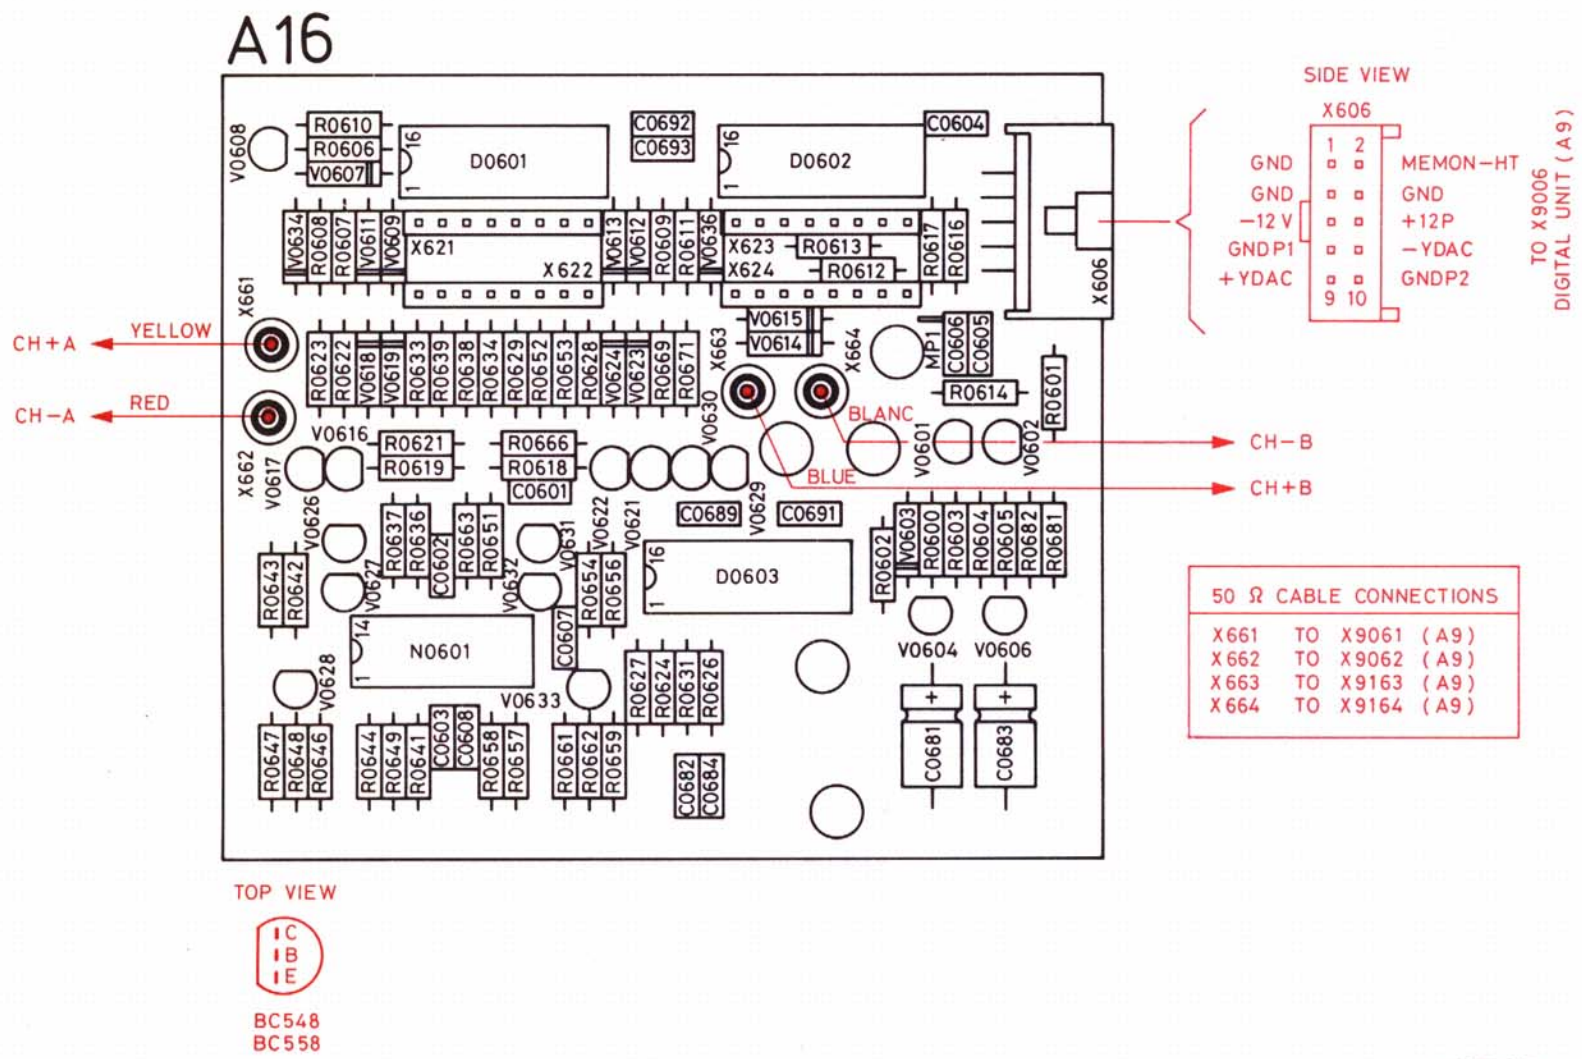 A16
SIDE VIEW
X606
1 2
GND MEMON-HT
GND GND
-12V +12P
GNDP1 -YDAC
+YDAC GNDP2
9 10
TO X9006
DIGITAL UNIT (A9)
V0608
R0610
R0606
V0607
16
D0601
1
C0692
C0693
16
D0602
1
C0604
V0634
R0608
R0607
V0611
V0609
X621
X622
V0613
V0612
R0609
R0611
V0636
X623
R0613
X624
R0612
R0617
R0616
X606
X661
CH+A
YELLOW
CH-A
RED
X662
R0623
R0622
V0618
V0619
R0633
R0639
R0638
R0634
R0629
R0652
R0653
R0628
V0624
V0623
R0669
R0671
X663
V0615
V0614
X664
MP1
C0606
C0605
R0614
R0601
V0630
BLANC
V0601
V0602
CH-B
BLUE
CH+B
V0616
V0617
R0621
R0619
R0666
R0618
C0601
V0622
V0621
V0629
C0689
C0691
V0626
V0627
R0637
R0636
C0602
R0663
R0651
V0631
V0632
R0643
R0642
R0654
R0656
16
D0603
1
R0602
V0603
R0600
R0603
R0604
R0605
R0682
R0681
14
N0601
1
C0607
V0604
V0606
V0628
V0633
R0627
R0624
R0631
R0626
+
C0681
+
C0683
R0647
R0648
R0646
R0644
R0649
R0641
C0603
C0608
R0658
R0657
R0661
R0662
R0659
C0682
C0684
50 Ω CABLE CONNECTIONS
X661 TO X9061 (A9)
X662 TO X9062 (A9)
X663 TO X9163 (A9)
X664 TO X9164 (A9)
TOP VIEW
C
B
E
BC548
BC558